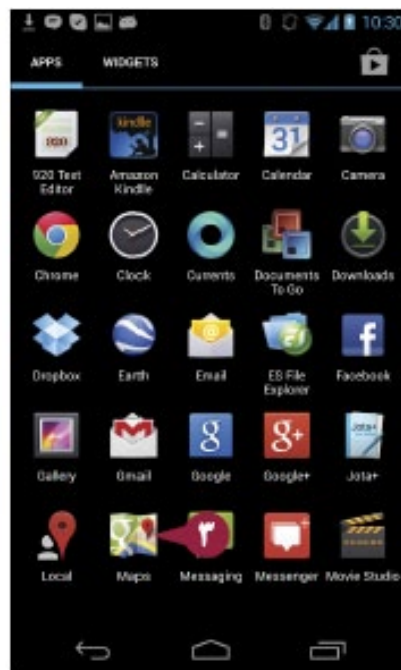 10:30
APPS WIDGETS
920
kindle
31
920 Text Editor
Amazon Kindle
Calculator
Calendar
Camera
Chrome
Clock
Currents
Documents To Go
Downloads
Dropbox
Earth
Email
ES File Explorer
Facebook
Jota+
Gallery
Gmail
Google
Google+
Jota+
٣
Local
Maps
Messaging
Messenger
Movie Studio